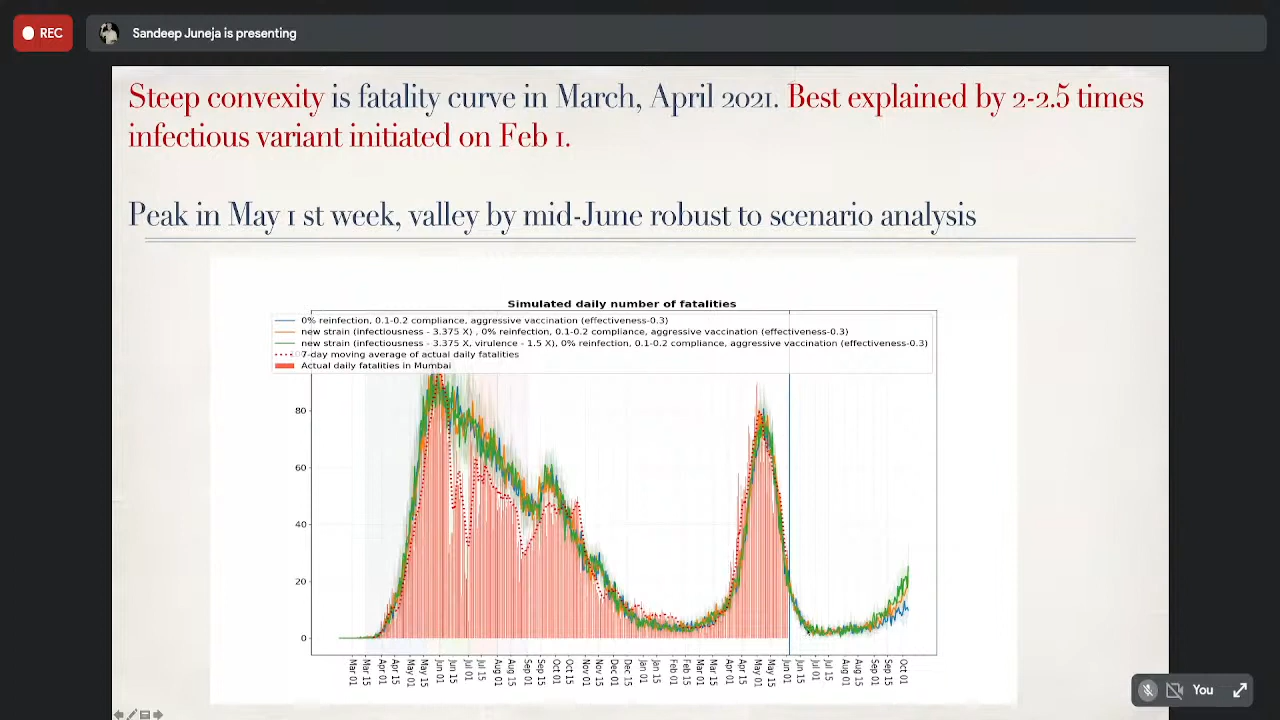 REC
Sandeep Juneja is presenting
Steep convexity is fatality curve in March, April 2021. Best explained by 2-2.5 times
infectious variant initiated on Feb 1.
Peak in May 1 st week, valley by mid-June robust to scenario analysis
Simulated daily number of fatalities
0% reinfection, 0.1-0.2 compliance, aggressive vaccination (effectiveness-0.3)
new strain (infectiousness - 3.375 X) , 0% reinfection, 0.1-0.2 compliance, aggressive vaccination (effectiveness-0.3)
new strain (infectiousness - 3.375 X, virulence - 1.5 X), 0% reinfection, 0.1-0.2 compliance, aggressive vaccination (effectiveness-0.3)
7-day moving average of actual daily fatalities
Actual daily fatalities in Mumbai
80
60
40
20
0
Mar 01 Mar 15 Apr 01 Apr 15 May 01 May 15 Jun 01 Jun 15 Jul 01 Jul 15 Aug 01 Aug 15 Sep 01 Sep 15 Oct 01 Oct 15 Nov 01 Nov 15 Dec 01 Dec 15 Jan 01 Jan 15 Feb 01 Feb 15 Mar 01 Mar 15 Apr 01 Apr 15 May 01 May 15 Jun 01 Jun 15 Jul 01 Jul 15 Aug 01 Aug 15 Sep 01 Sep 15 Oct 01
You